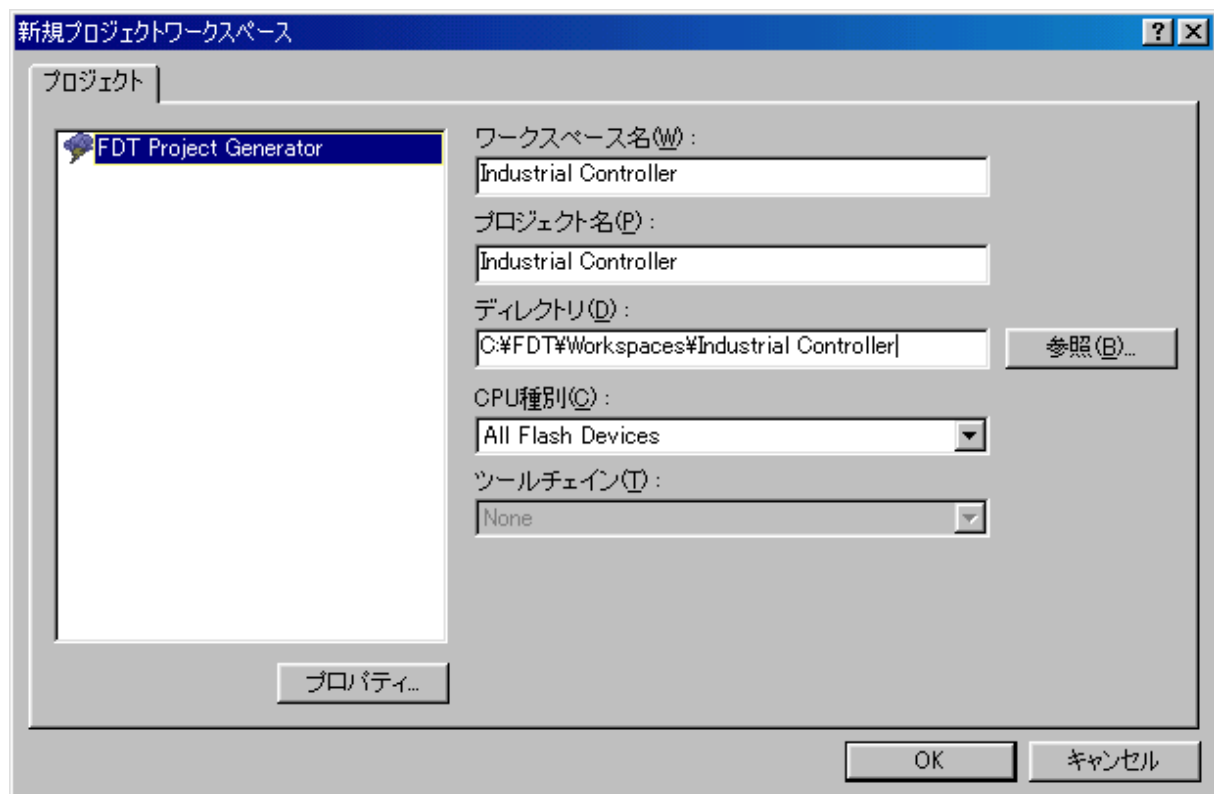 新規プロジェクトワークスペース
プロジェクト
FDT Project Generator
ワークスペース名(W) :
Industrial Controller
プロジェクト名(P) :
Industrial Controller
ディレクトリ(D) :
C:¥FDT¥Workspaces¥Industrial Controller
参照(B)...
CPU種別(C) :
All Flash Devices
ツールチェイン(T) :
None
プロパティ...
OK
キャンセル